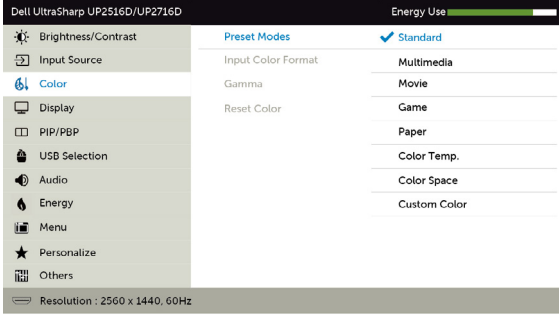 Dell UltraSharp UP2516D/UP2716D Energy Use
Brightness/Contrast Preset Modes Standard
Input Source Input Color Format Multimedia
Color Gamma Movie
Display Reset Color Game
PIP/PBP Paper
USB Selection Color Temp.
Audio Color Space
Energy Custom Color
Menu
Personalize
Others
Resolution : 2560 x 1440, 60Hz